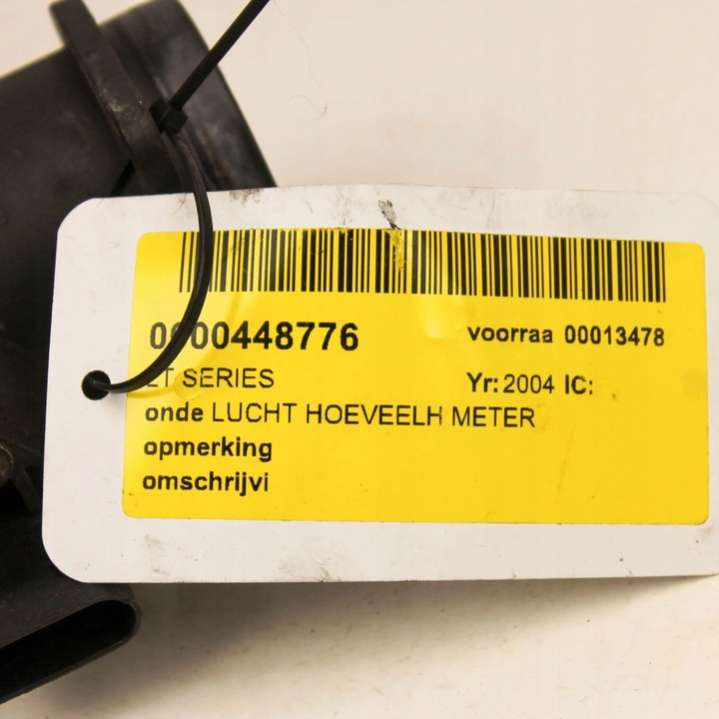 0000448776 voorraa 00013478
LT SERIES Yr: 2004 IC:
onde LUCHT HOEVEELH METER
opmerking
omschrijvi